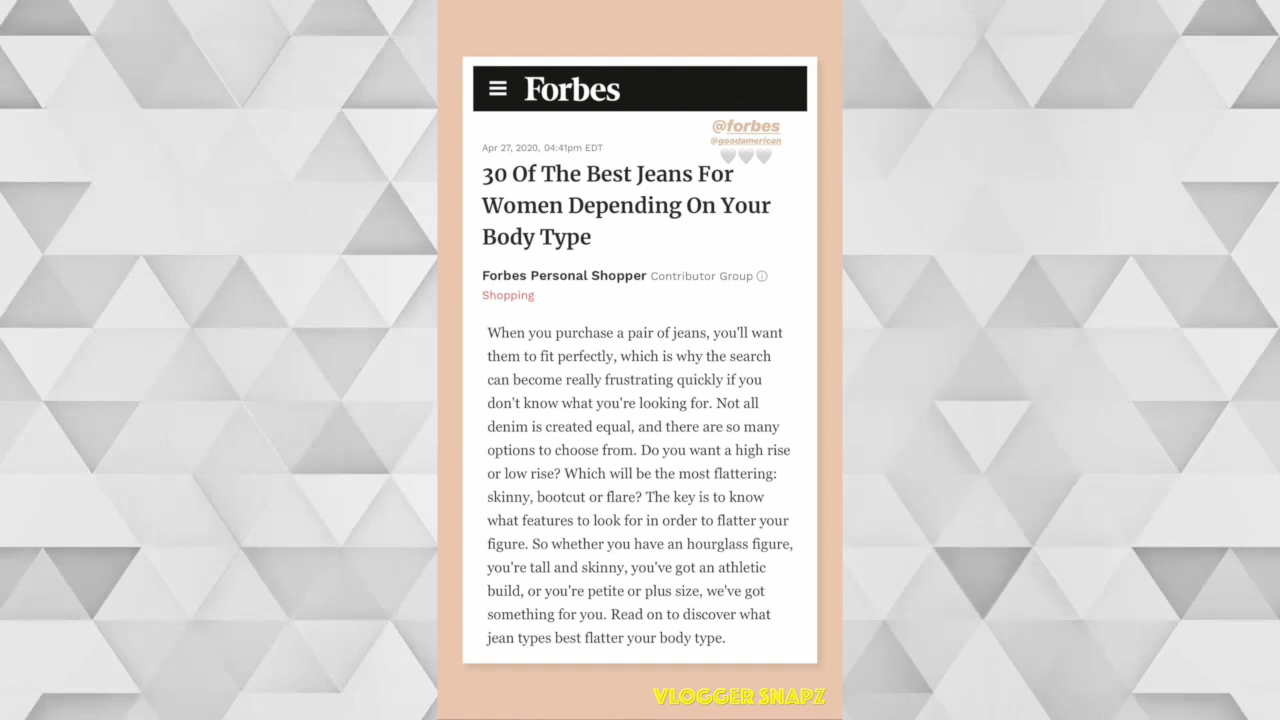 Forbes
@forbes
@goodamerican
Apr 27, 2020, 04:41pm EDT
30 Of The Best Jeans For
Women Depending On Your
Body Type
Forbes Personal Shopper Contributor Group
Shopping
When you purchase a pair of jeans, you'll want
them to fit perfectly, which is why the search
can become really frustrating quickly if you
don't know what you're looking for. Not all
denim is created equal, and there are so many
options to choose from. Do you want a high rise
or low rise? Which will be the most flattering:
skinny, bootcut or flare? The key is to know
what features to look for in order to flatter your
figure. So whether you have an hourglass figure,
you're tall and skinny, you've got an athletic
build, or you're petite or plus size, we've got
something for you. Read on to discover what
jean types best flatter your body type.
VLOGGER SNAPZ